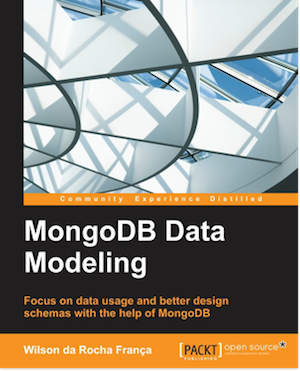 Community Experience Distilled
MongoDB Data
Modeling
Focus on data usage and better design
schemas with the help of MongoDB
Wilson da Rocha França
PACKT
PUBLISHING
open source*